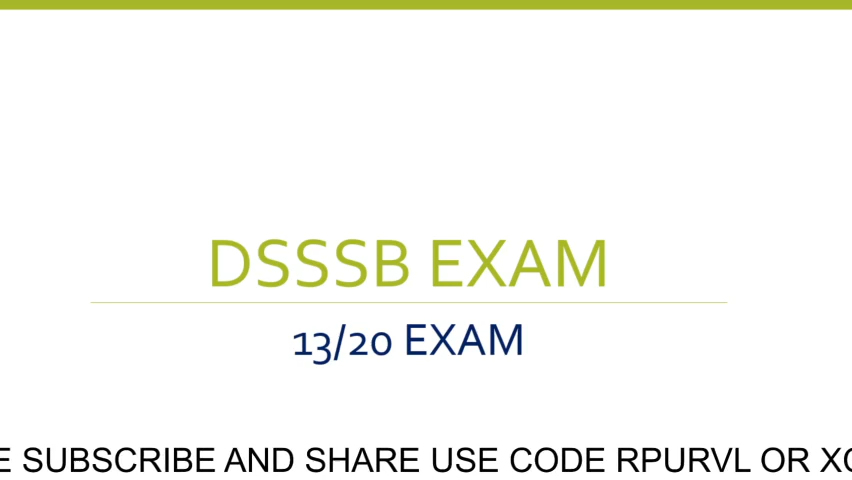 DSSSB EXAM
13/20 EXAM
SUBSCRIBE AND SHARE USE CODE RPURVL OR